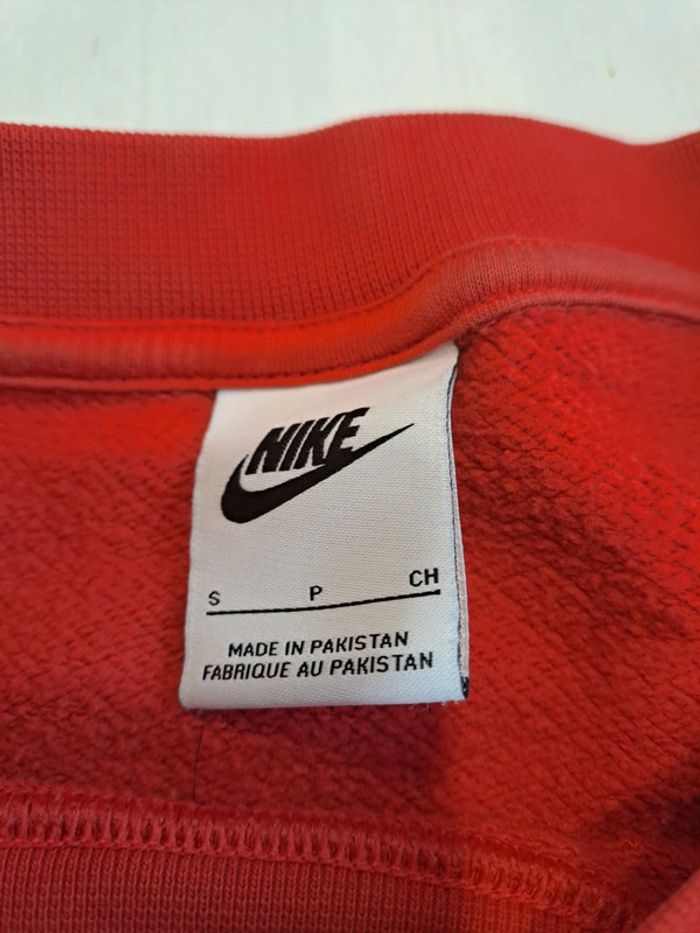 NIKE
S P CH
MADE IN PAKISTAN
FABRIQUE AU PAKISTAN